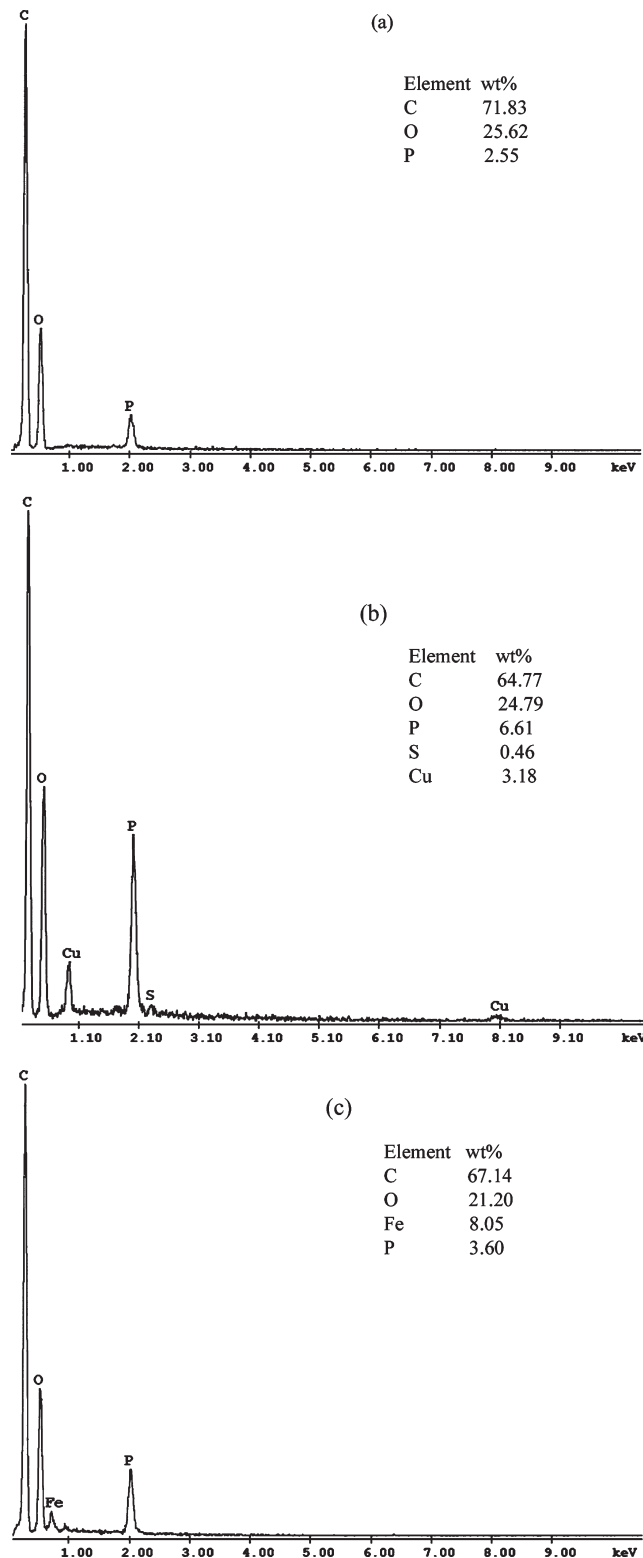 C
(a)
Element wt%
C 71.83
O 25.62
P 2.55
O
P
1.00 2.00 3.00 4.00 5.00 6.00 7.00 8.00 9.00 keV
C
(b)
Element wt%
C 64.77
O 24.79
P 6.61
S 0.46
Cu 3.18
O
P
Cu
S
Cu
1.10 2.10 3.10 4.10 5.10 6.10 7.10 8.10 9.10 keV
C
(c)
Element wt%
C 67.14
O 21.20
Fe 8.05
P 3.60
O
P
Fe
1.00 2.00 3.00 4.00 5.00 6.00 7.00 8.00 9.00 keV